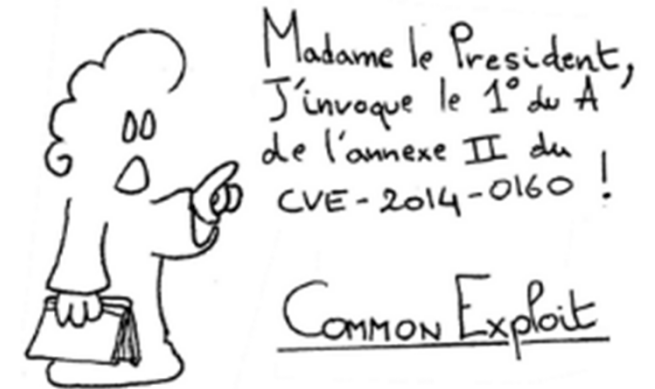 Madame le President,
J'invoque le 1° du A
de l'annexe II du
CVE-2014-0160 !
Common Exploit